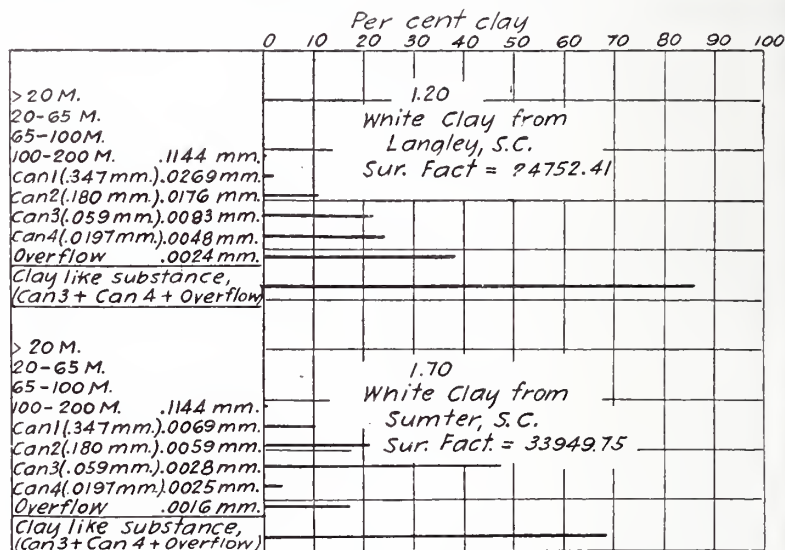 Per cent clay
0 10 20 30 40 50 60 70 80 90 100
> 20 M.
20-65 M.
65-100 M.
100-200 M. .1144 mm.
Can1(.347mm.).0269mm.
Can2(.180 mm.).0176 mm.
Can3(.059mm.).0083 mm.
Can4(.0197mm.).0048mm.
Overflow .0024 mm.
Clay like substance,
(Can3 + Can 4 + Overflow)
1.20
White Clay from
Langley, S.C.
Sur. Fact = 24752.41
> 20 M.
20-65 M.
65-100 M.
100-200 M. .1144 mm.
Can1(.347mm.).0069mm.
Can2(.180 mm.).0059mm.
Can3(.059mm.).0028 mm.
Can4(.0197mm.).0025mm.
Overflow .0016 mm.
Clay like substance,
(Can3 + Can 4 + Overflow)
1.70
White Clay from
Sumter, S.C.
Sur. Fact. = 33949.75